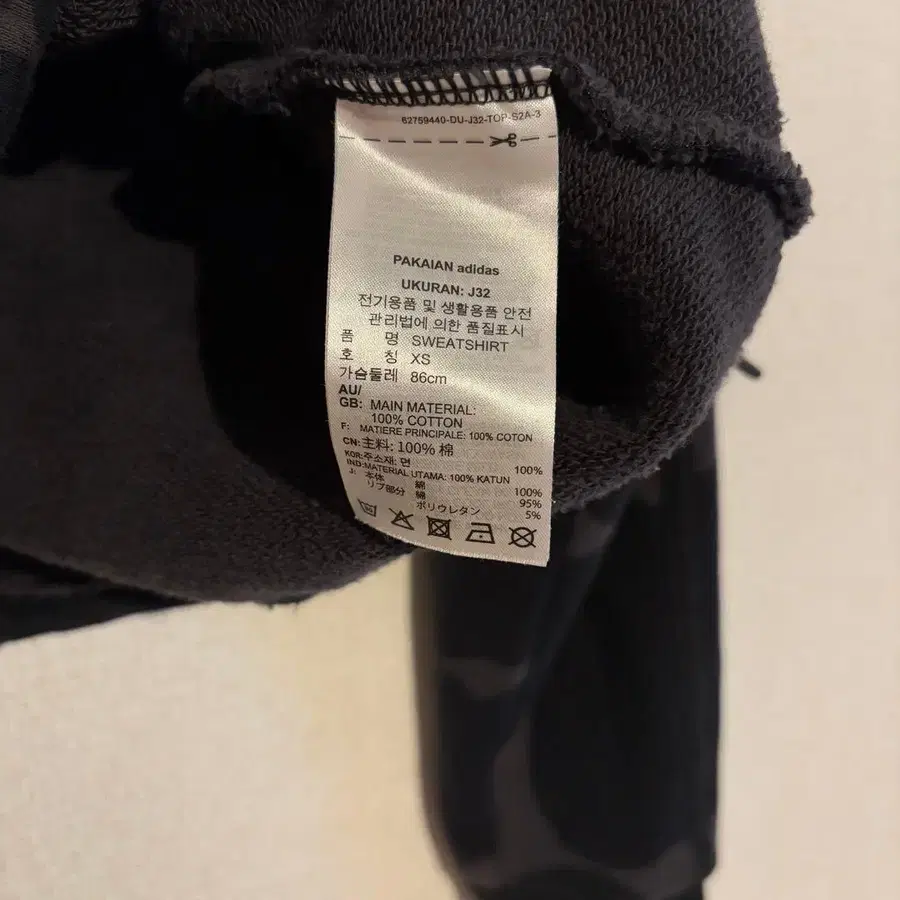 62759440-DU-J32-TOP-S2A-3
PAKAIAN adidas
UKURAN: J32
전기용품 및 생활용품 안전
관리법에 의한 품질표시
품 명 SWEATSHIRT
호 칭 XS
가슴둘레 86cm
AU/
GB: MAIN MATERIAL:
100% COTTON
F: MATIERE PRINCIPALE: 100% COTON
CN: 主料: 100% 棉
KOR: 주소재: 면 100%
IND: MATERIAL UTAMA: 100% KATUN
J: 本体 綿 100%
リブ部分 綿 95%
ポリウレタン 5%